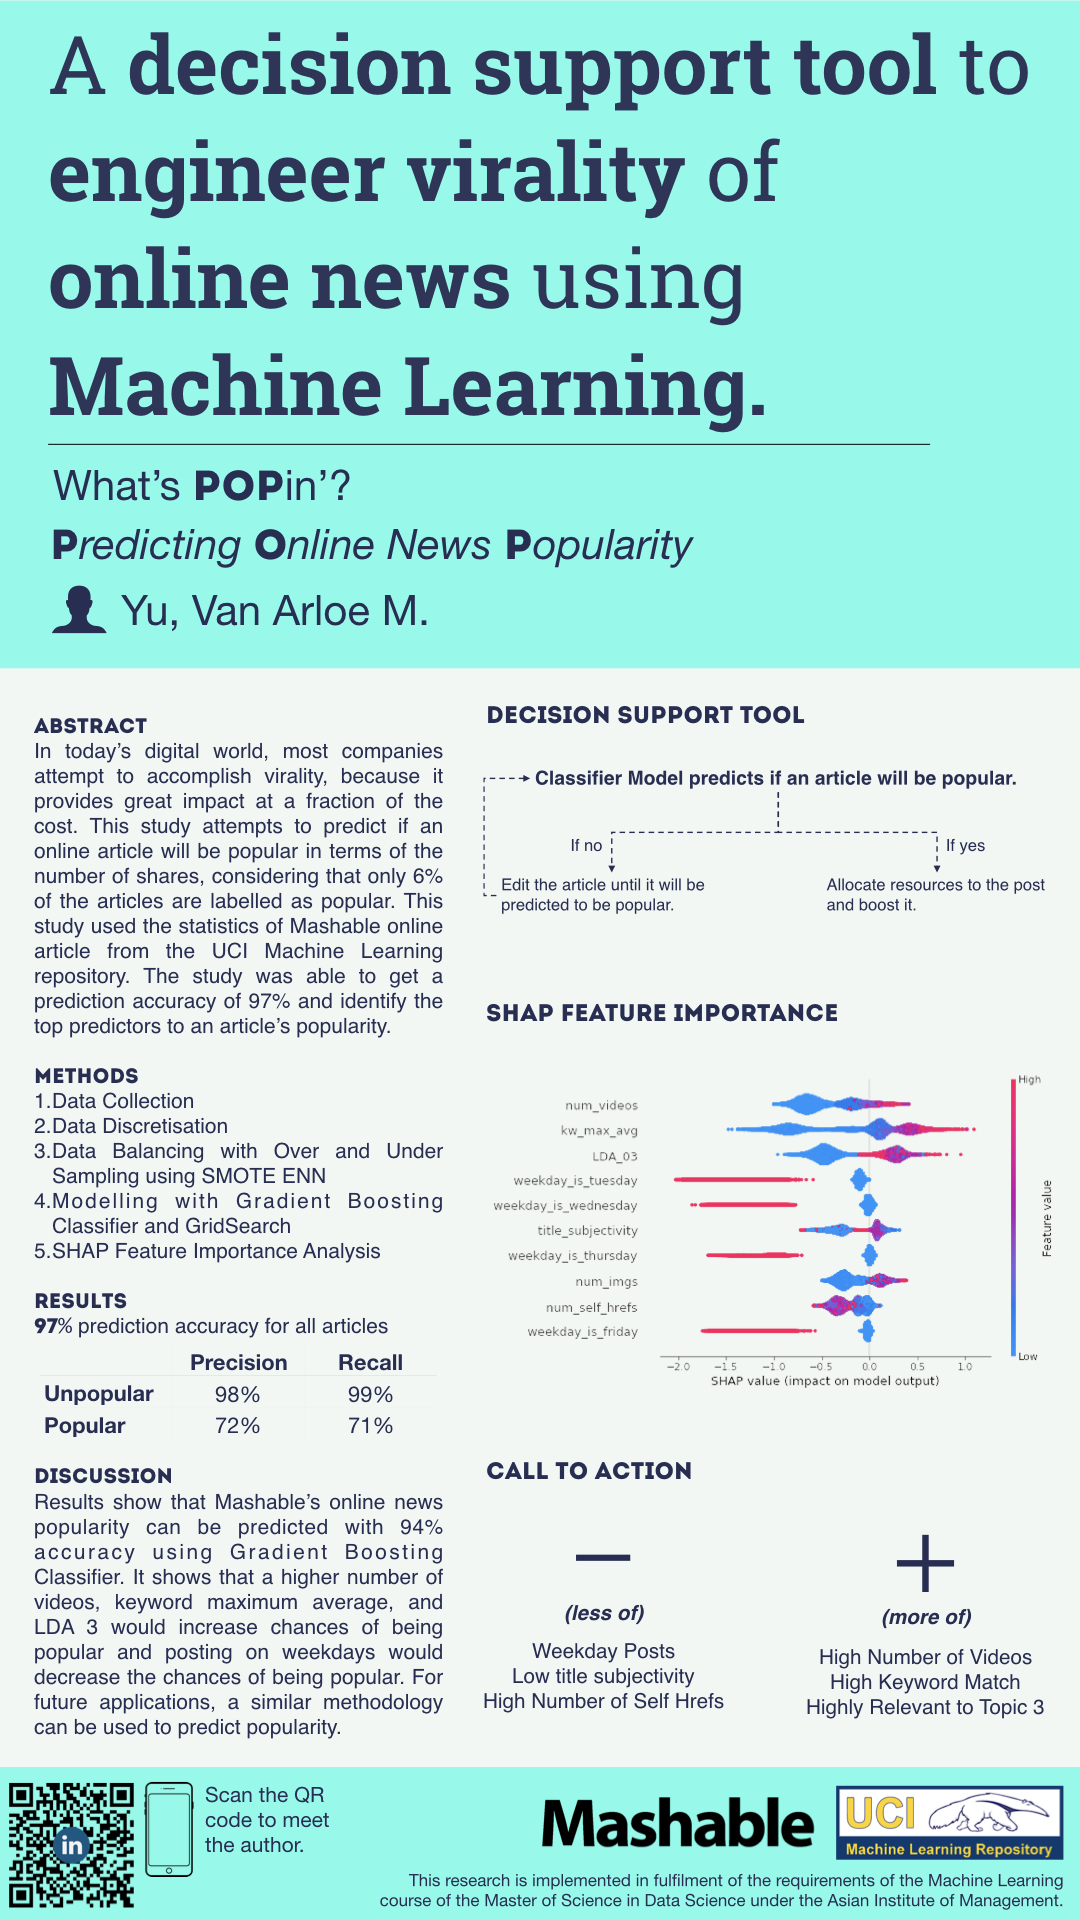 A decision support tool to
engineer virality of
online news using
Machine Learning.
What's POPin'?
Predicting Online News Popularity
Yu, Van Arloe M.
ABSTRACT
In today's digital world, most companies
attempt to accomplish virality, because it
provides great impact at a fraction of the
cost. This study attempts to predict if an
online article will be popular in terms of the
number of shares, considering that only 6%
of the articles are labelled as popular. This
study used the statistics of Mashable online
article from the UCI Machine Learning
repository. The study was able to get a
prediction accuracy of 97% and identify the
top predictors to an article's popularity.
METHODS
1.Data Collection
2.Data Discretisation
3.Data Balancing with Over and Under
Sampling using SMOTE ENN
4.Modelling with Gradient Boosting
Classifier and GridSearch
5.SHAP Feature Importance Analysis
RESULTS
97% prediction accuracy for all articles
Precision Recall
Unpopular 98% 99%
Popular 72% 71%
DISCUSSION
Results show that Mashable's online news
popularity can be predicted with 94%
accuracy using Gradient Boosting
Classifier. It shows that a higher number of
videos, keyword maximum average, and
LDA 3 would increase chances of being
popular and posting on weekdays would
decrease the chances of being popular. For
future applications, a similar methodology
can be used to predict popularity.
DECISION SUPPORT TOOL
Classifier Model predicts if an article will be popular.
If no
If yes
Edit the article until it will be
predicted to be popular.
Allocate resources to the post
and boost it.
SHAP FEATURE IMPORTANCE
High
num_videos
kw_max_avg
LDA_03
weekday_is_tuesday
weekday_is_wednesday
title_subjectivity
weekday_is_thursday
num_imgs
num_self_hrefs
weekday_is_friday
Feature value
Low
−2.0 −1.5 −1.0 −0.5 0.0 0.5 1.0
SHAP value (impact on model output)
CALL TO ACTION
(less of)
Weekday Posts
Low title subjectivity
High Number of Self Hrefs
(more of)
High Number of Videos
High Keyword Match
Highly Relevant to Topic 3
in
Scan the QR
code to meet
the author.
Mashable
UCI
Machine Learning Repository
This research is implemented in fulfilment of the requirements of the Machine Learning
course of the Master of Science in Data Science under the Asian Institute of Management.